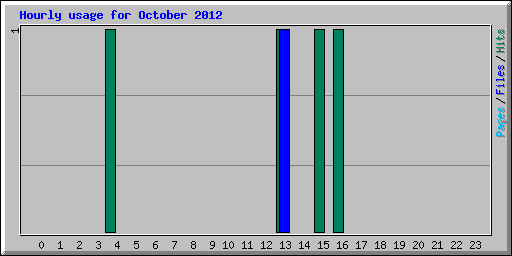 Hourly usage for October 2012
1
Pages/Files/Hits
0 1 2 3 4 5 6 7 8 9 10 11 12 13 14 15 16 17 18 19 20 21 22 23